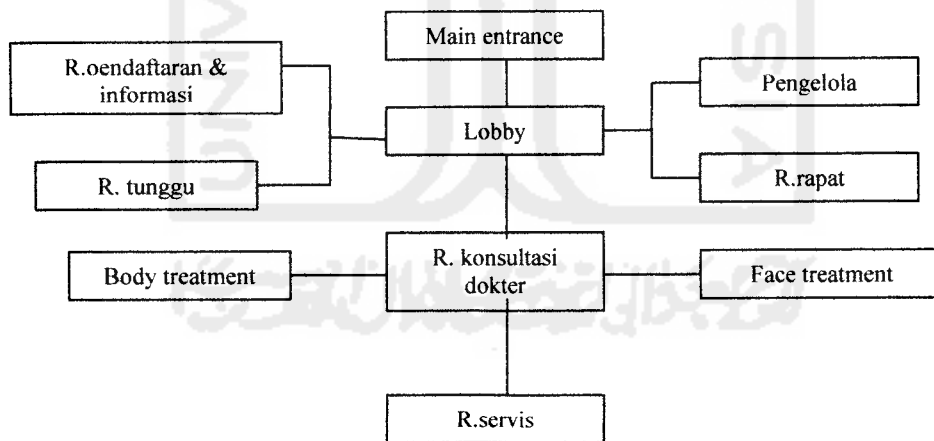 Main entrance
R.oendaftaran &
informasi
Pengelola
Lobby
R. tunggu
R.rapat
Body treatment
R. konsultasi
dokter
Face treatment
R.servis